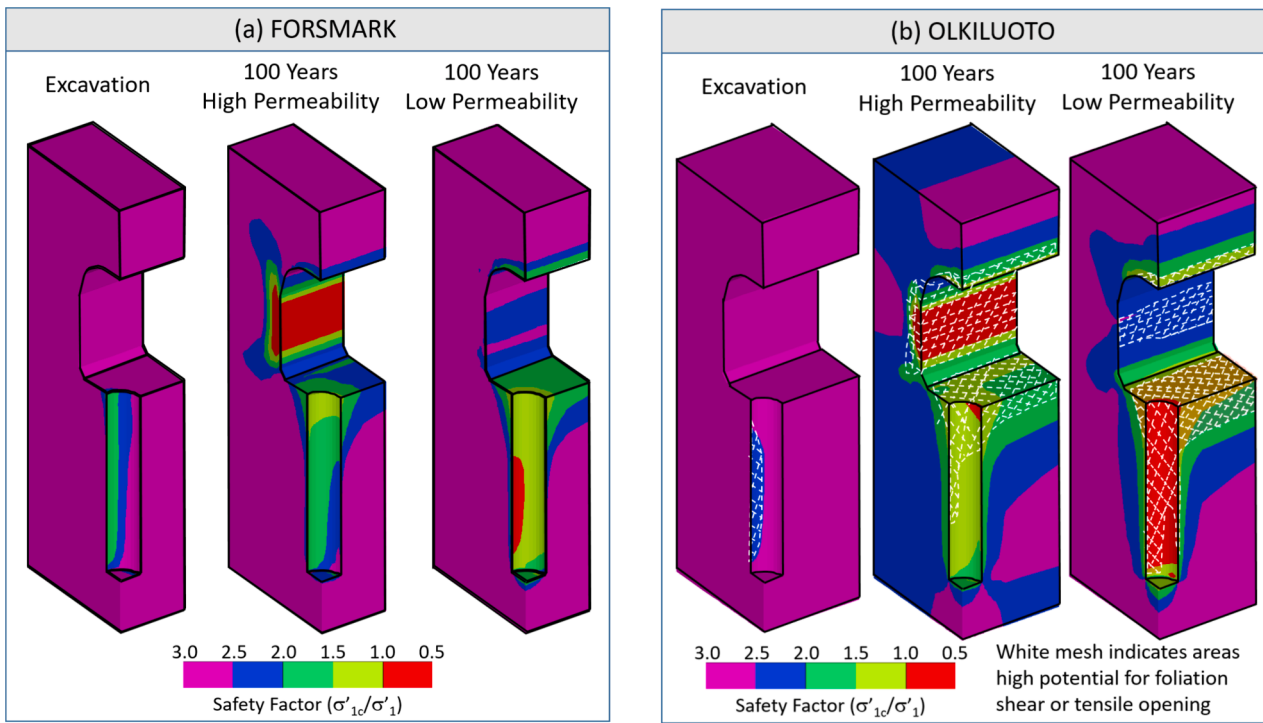 (a) FORSMARK
Excavation
100 Years
High Permeability
100 Years
Low Permeability
3.0 2.5 2.0 1.5 1.0 0.5
Safety Factor (σ'1c/σ'1)
(b) OLKILUOTO
Excavation
100 Years
High Permeability
100 Years
Low Permeability
3.0 2.5 2.0 1.5 1.0 0.5
Safety Factor (σ'1c/σ'1)
White mesh indicates areas
high potential for foliation
shear or tensile opening